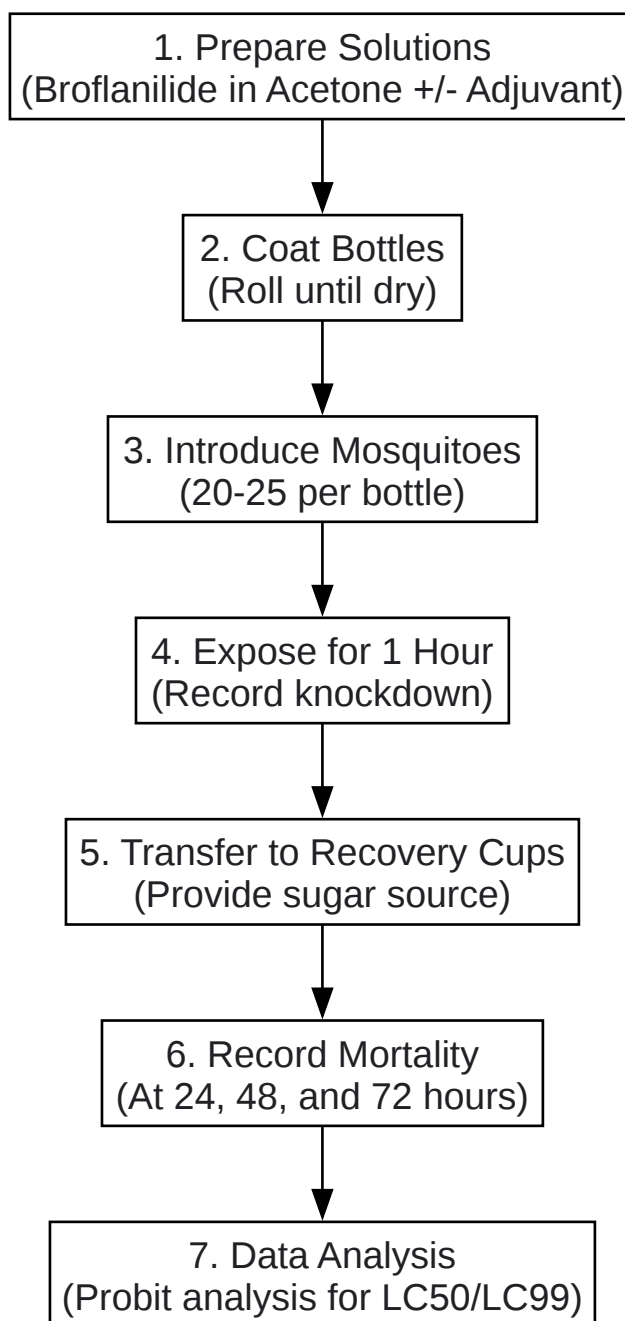 1. Prepare Solutions
(Broflanilide in Acetone +/- Adjuvant)
2. Coat Bottles
(Roll until dry)
3. Introduce Mosquitoes
(20-25 per bottle)
4. Expose for 1 Hour
(Record knockdown)
5. Transfer to Recovery Cups
(Provide sugar source)
6. Record Mortality
(At 24, 48, and 72 hours)
7. Data Analysis
(Probit analysis for LC50/LC99)